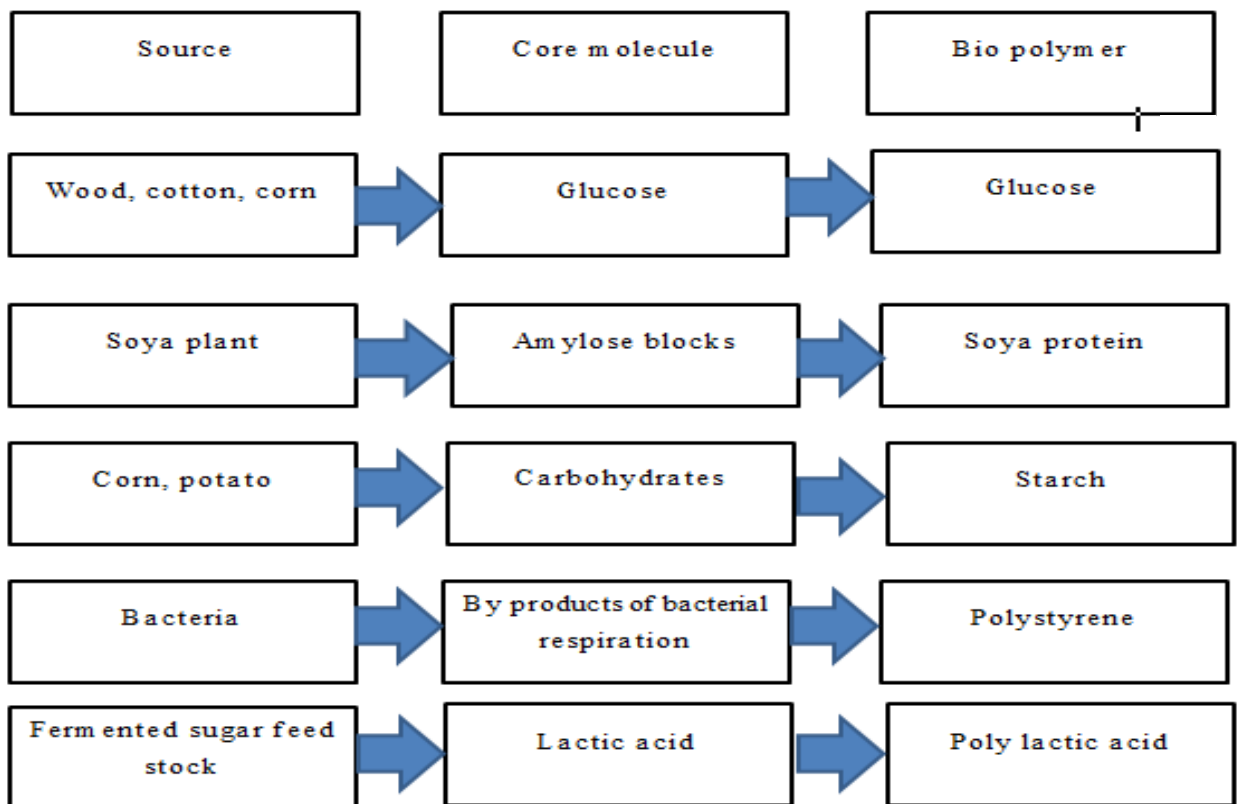 Source
Core molecule
Bio polymer
Wood, cotton, corn
Glucose
Glucose
Soya plant
Amylose blocks
Soya protein
Corn, potato
Carbohydrates
Starch
Bacteria
By products of bacterial
respiration
Polystyrene
Fermented sugar feed
stock
Lactic acid
Poly lactic acid